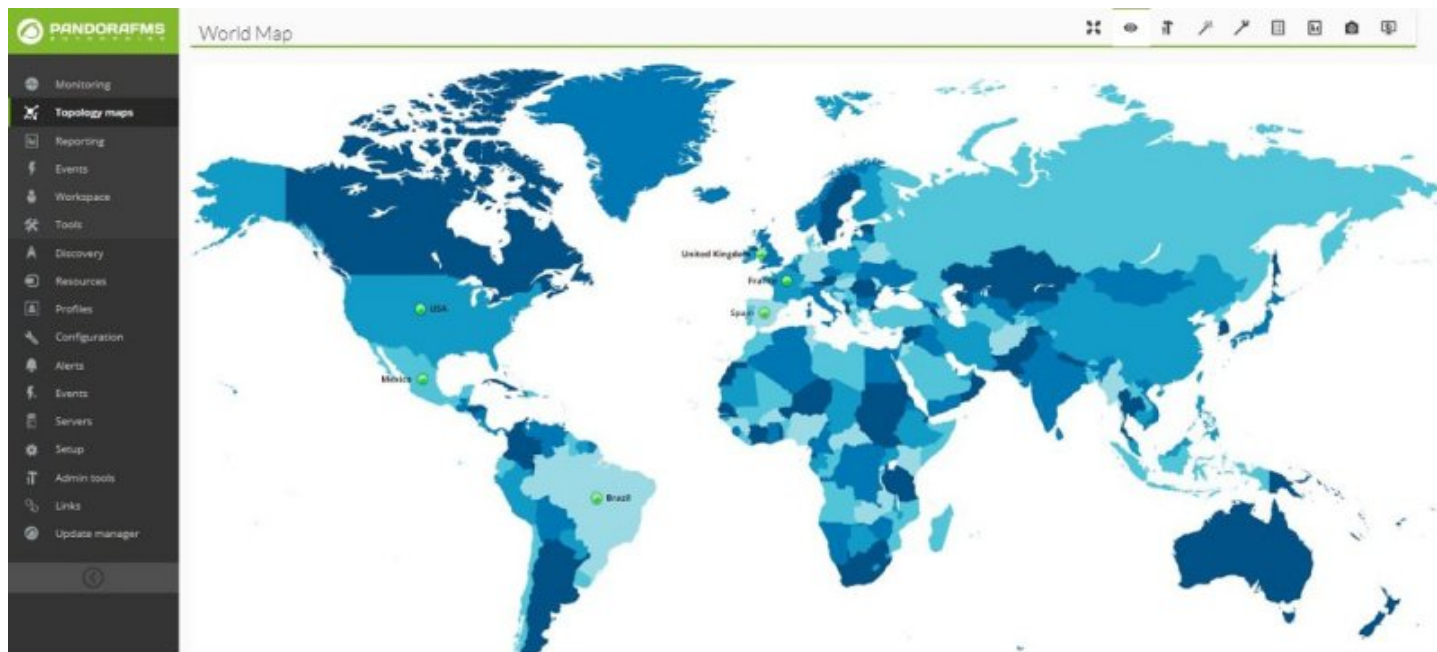 PANDORAFMS
ENTERPRISE
World Map
Monitoring
Topology maps
Reporting
Events
Workspace
Tools
Discovery
Resources
Profiles
Configuration
Alerts
Events
Servers
Setup
Admin tools
Links
Update manager
United Kingdom
France
Spain
USA
Mexico
Brazil